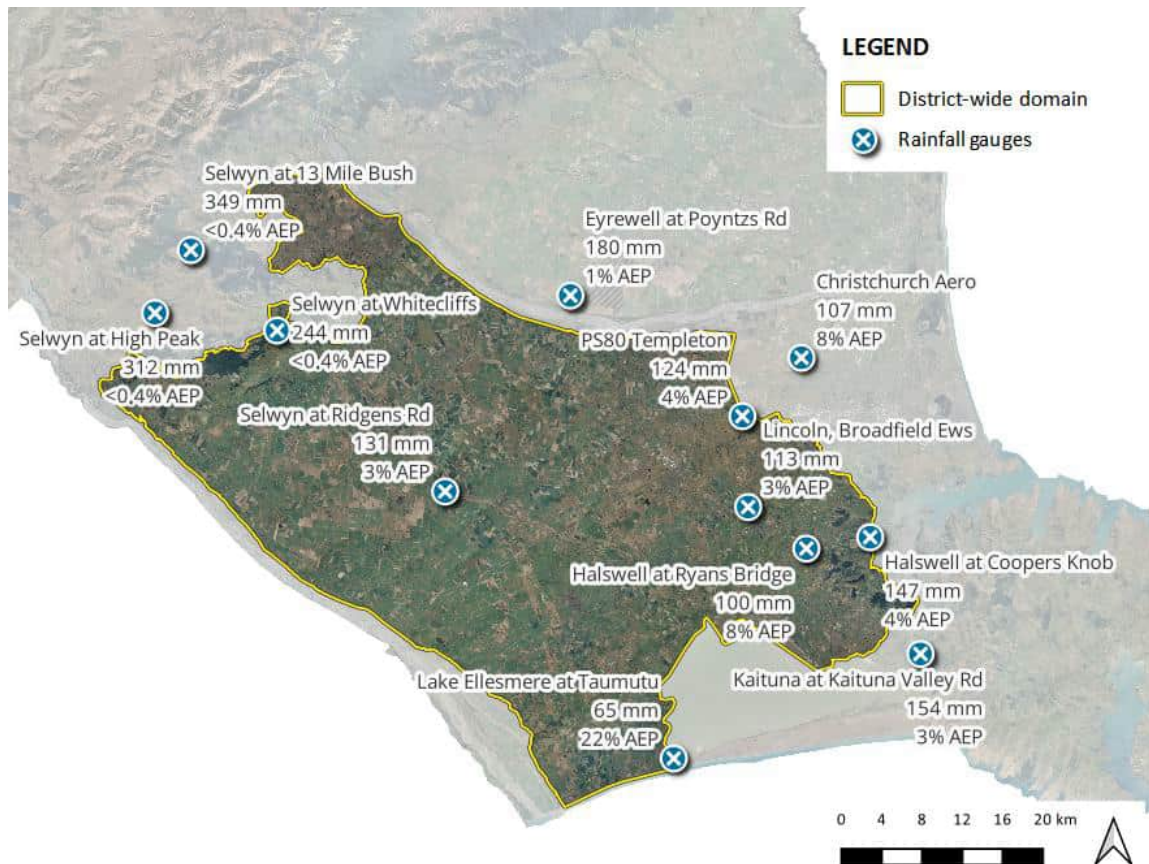 LEGEND
District-wide domain
Rainfall gauges
Selwyn at 13 Mile Bush
349 mm
<0.4% AEP
Eyrewell at Poyntzs Rd
180 mm
1% AEP
Christchurch Aero
107 mm
8% AEP
Selwyn at Whitecliffs
244 mm
<0.4% AEP
Selwyn at High Peak
312 mm
<0.4% AEP
PS80 Templeton
124 mm
4% AEP
Selwyn at Ridgens Rd
131 mm
3% AEP
Lincoln, Broadfield Ews
113 mm
3% AEP
Halswell at Ryans Bridge
100 mm
8% AEP
Halswell at Coopers Knob
147 mm
4% AEP
Lake Ellesmere at Taumutu
65 mm
22% AEP
Kaituna at Kaituna Valley Rd
154 mm
3% AEP
0 4 8 12 16 20 km